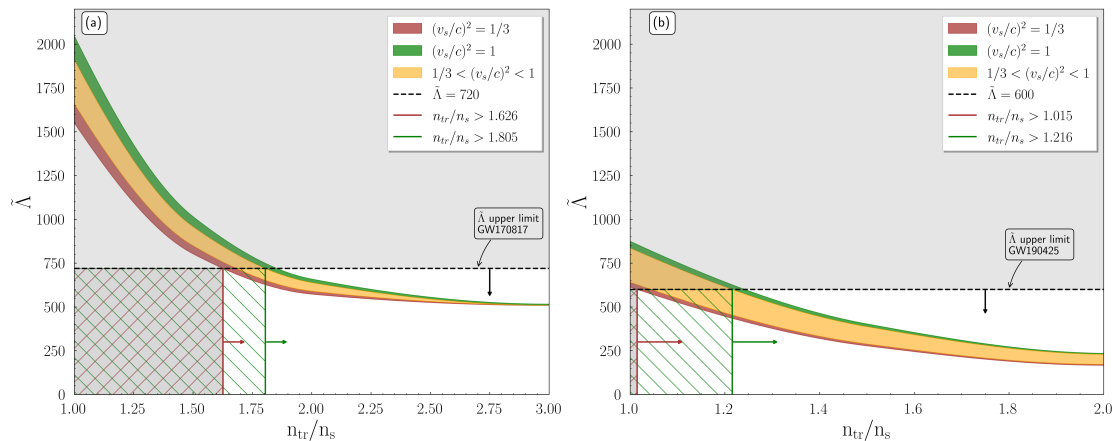 (a)
(v_s/c)^2 = 1/3
(v_s/c)^2 = 1
1/3 < (v_s/c)^2 < 1
Λ̃ = 720
n_tr/n_s > 1.626
n_tr/n_s > 1.805
Λ̃ upper limit
GW170817
Λ̃
2000
1750
1500
1250
1000
750
500
250
0
1.00 1.25 1.50 1.75 2.00 2.25 2.50 2.75 3.00
n_tr/n_s
(b)
(v_s/c)^2 = 1/3
(v_s/c)^2 = 1
1/3 < (v_s/c)^2 < 1
Λ̃ = 600
n_tr/n_s > 1.015
n_tr/n_s > 1.216
Λ̃ upper limit
GW190425
Λ̃
2000
1750
1500
1250
1000
750
500
250
0
1.0 1.2 1.4 1.6 1.8 2.0
n_tr/n_s